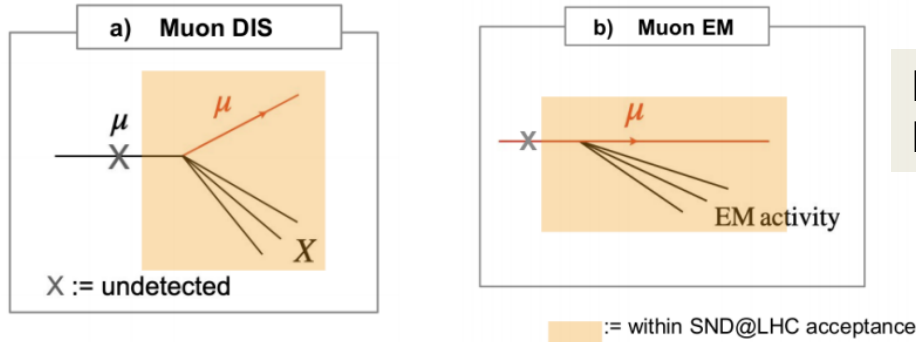 a) Muon DIS
μ
μ
X
X := undetected
b) Muon EM
μ
EM activity
:= within SND@LHC acceptance